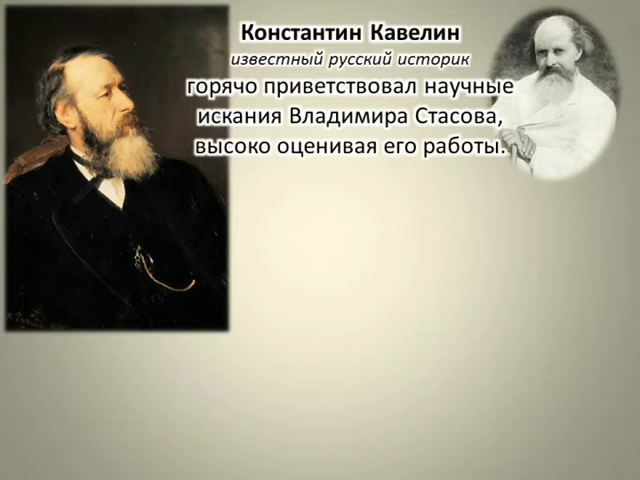 Константин Кавелин
известный русский историк
горячо приветствовал научные
искания Владимира Стасова,
высоко оценивая его работы.